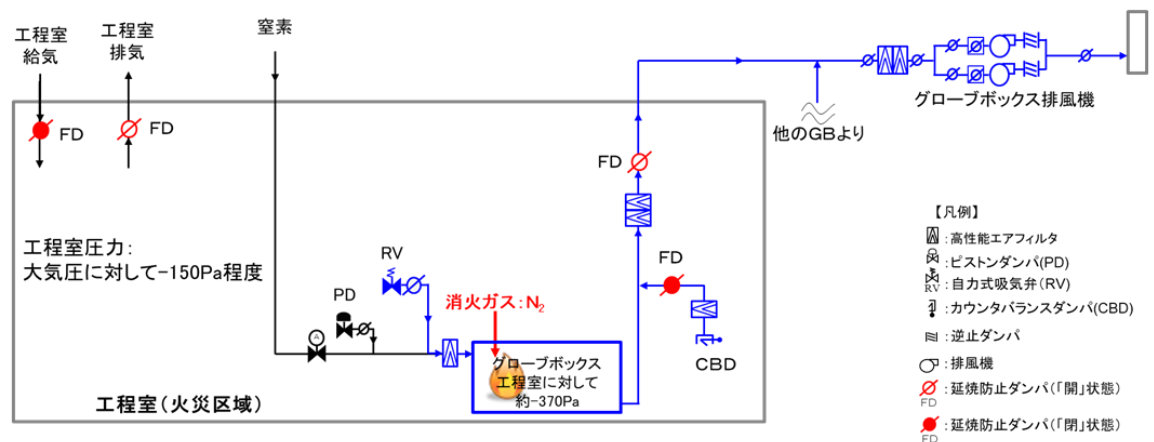 工程室
給気
工程室
排気
窒素
FD
FD
工程室圧力:
大気圧に対して-150Pa程度
RV
PD
A
消火ガス:N₂
グローブボックス
工程室に対して
約-370Pa
工程室(火災区域)
FD
FD
CBD
他のGBより
グローブボックス排風機
【凡例】
:高性能エアフィルタ
:ピストンダンパ(PD)
RV
:自力式吸気弁(RV)
:カウンタバランスダンパ(CBD)
:逆止ダンパ
:排風機
:延焼防止ダンパ(「開」状態)
FD
:延焼防止ダンパ(「閉」状態)
FD